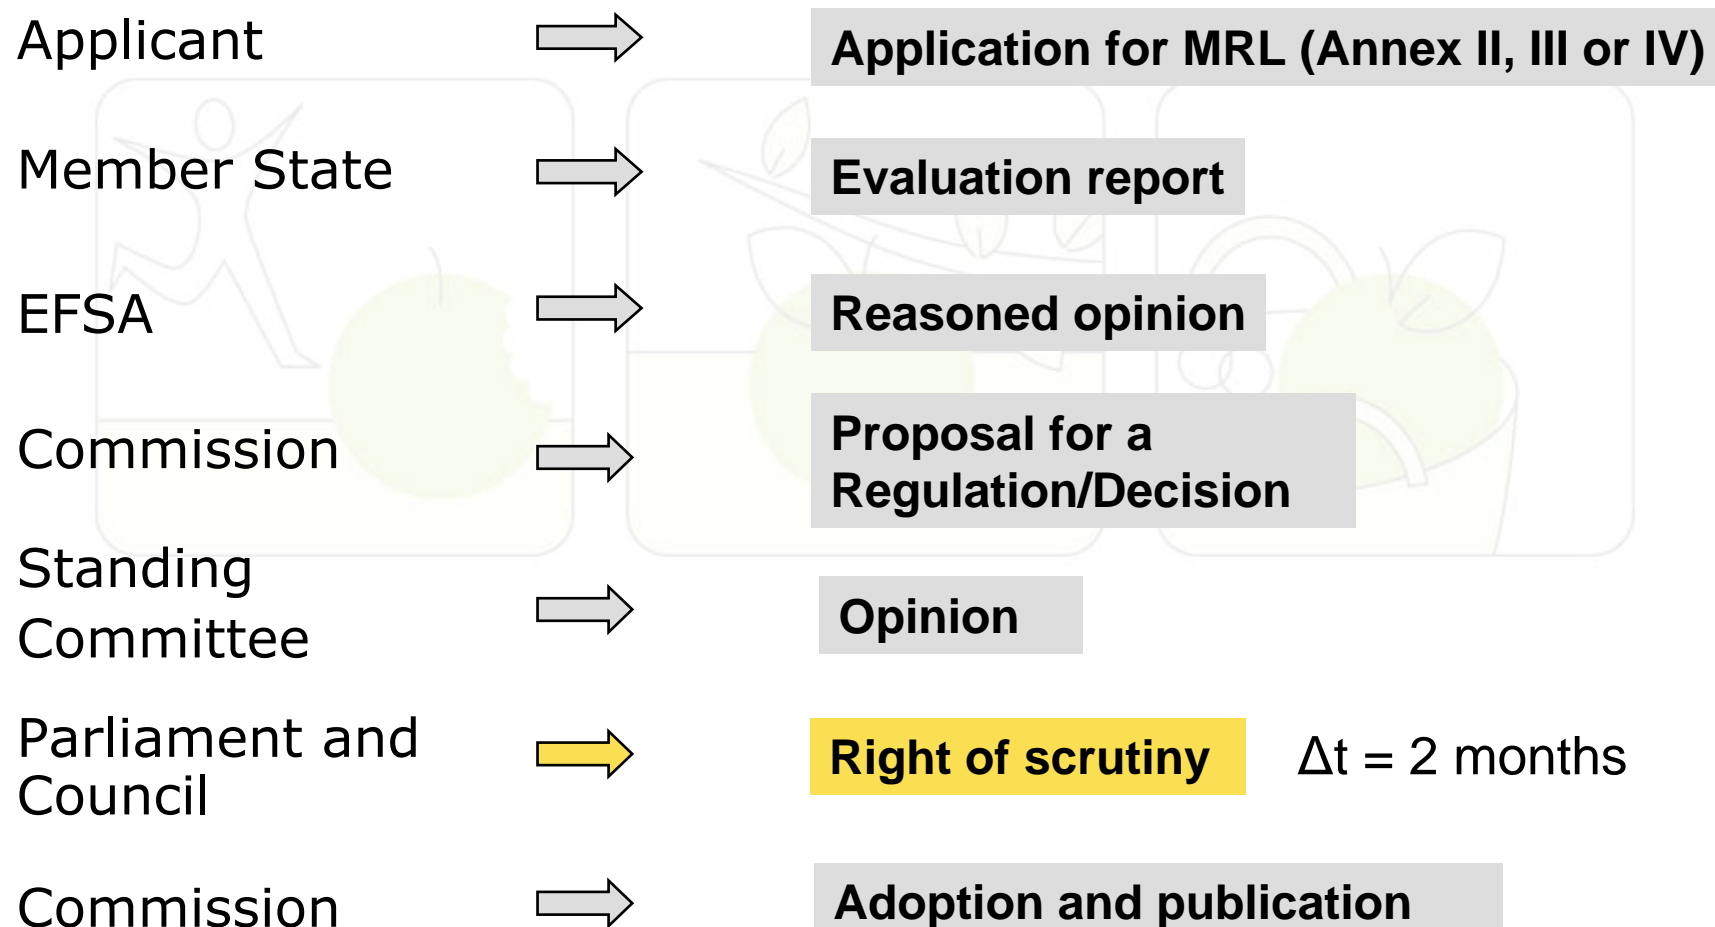 Applicant
Application for MRL (Annex II, III or IV)
Member State
Evaluation report
EFSA
Reasoned opinion
Commission
Proposal for a
Regulation/Decision
Standing
Committee
Opinion
Parliament and
Council
Right of scrutiny
Δt = 2 months
Commission
Adoption and publication